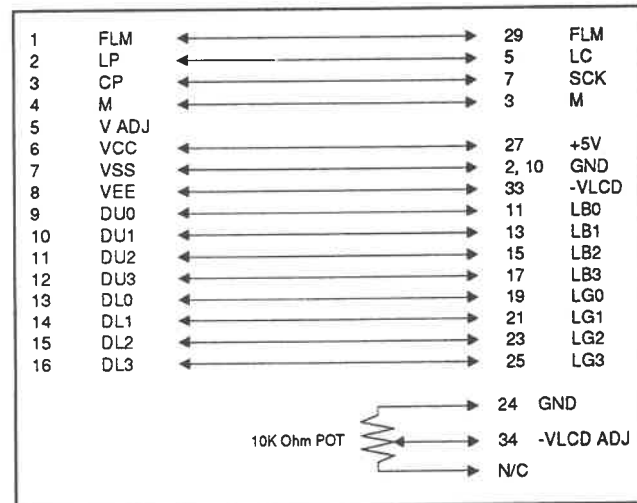 1 FLM 29 FLM
2 LP 5 LC
3 CP 7 SCK
4 M 3 M
5 V ADJ
6 VCC 27 +5V
7 VSS 2, 10 GND
8 VEE 33 -VLCD
9 DU0 11 LB0
10 DU1 13 LB1
11 DU2 15 LB2
12 DU3 17 LB3
13 DL0 19 LG0
14 DL1 21 LG1
15 DL2 23 LG2
16 DL3 25 LG3
24 GND
10K Ohm POT 34 -VLCD ADJ
N/C